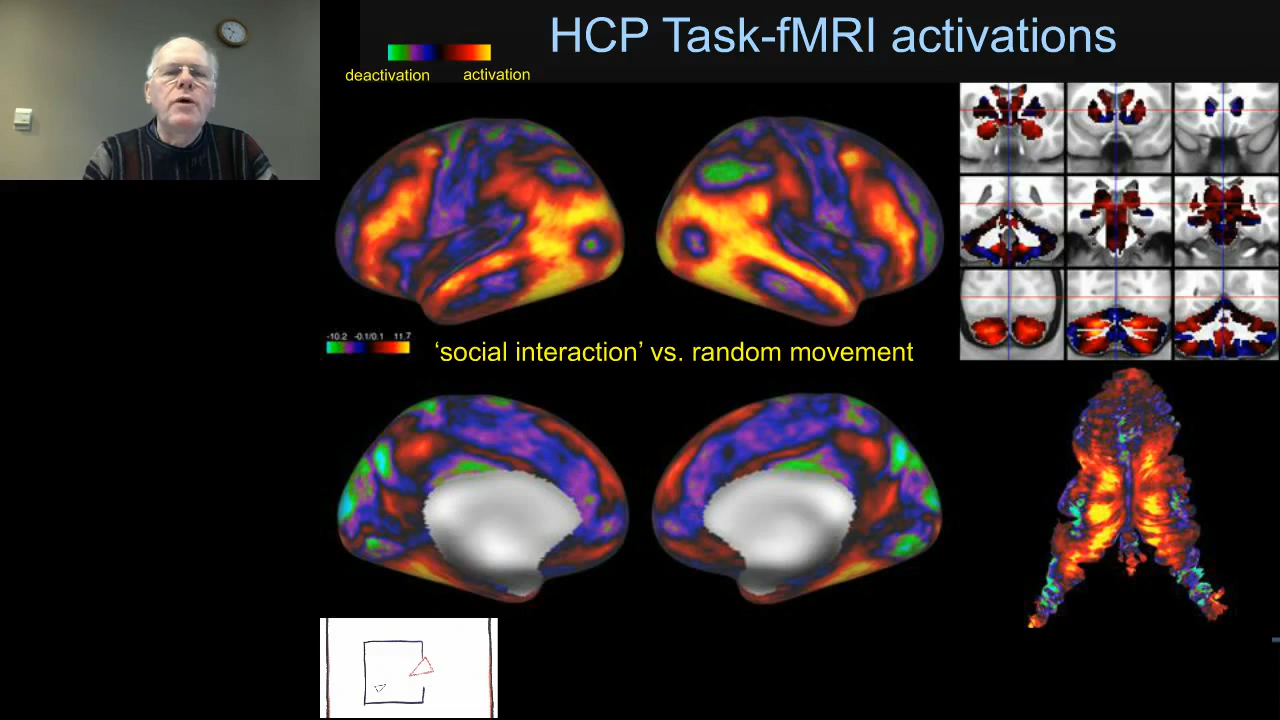 HCP Task-fMRI activations
deactivation activation
-10.2 -0.1/0.1 11.7
‘social interaction’ vs. random movement